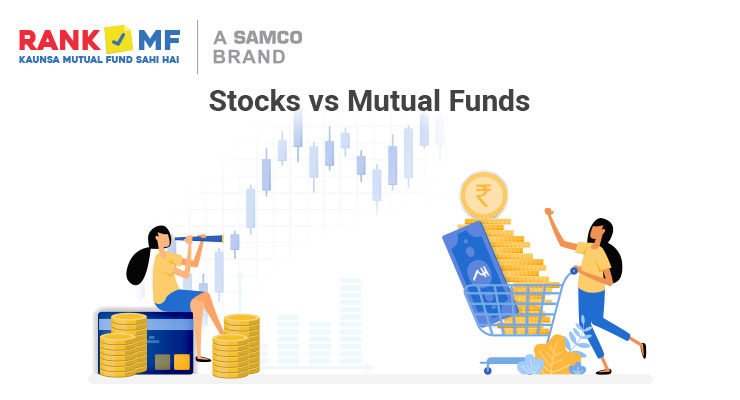 RANK MF
KAUNSA MUTUAL FUND SAHI HAI
A SAMCO
BRAND
Stocks vs Mutual Funds
₹